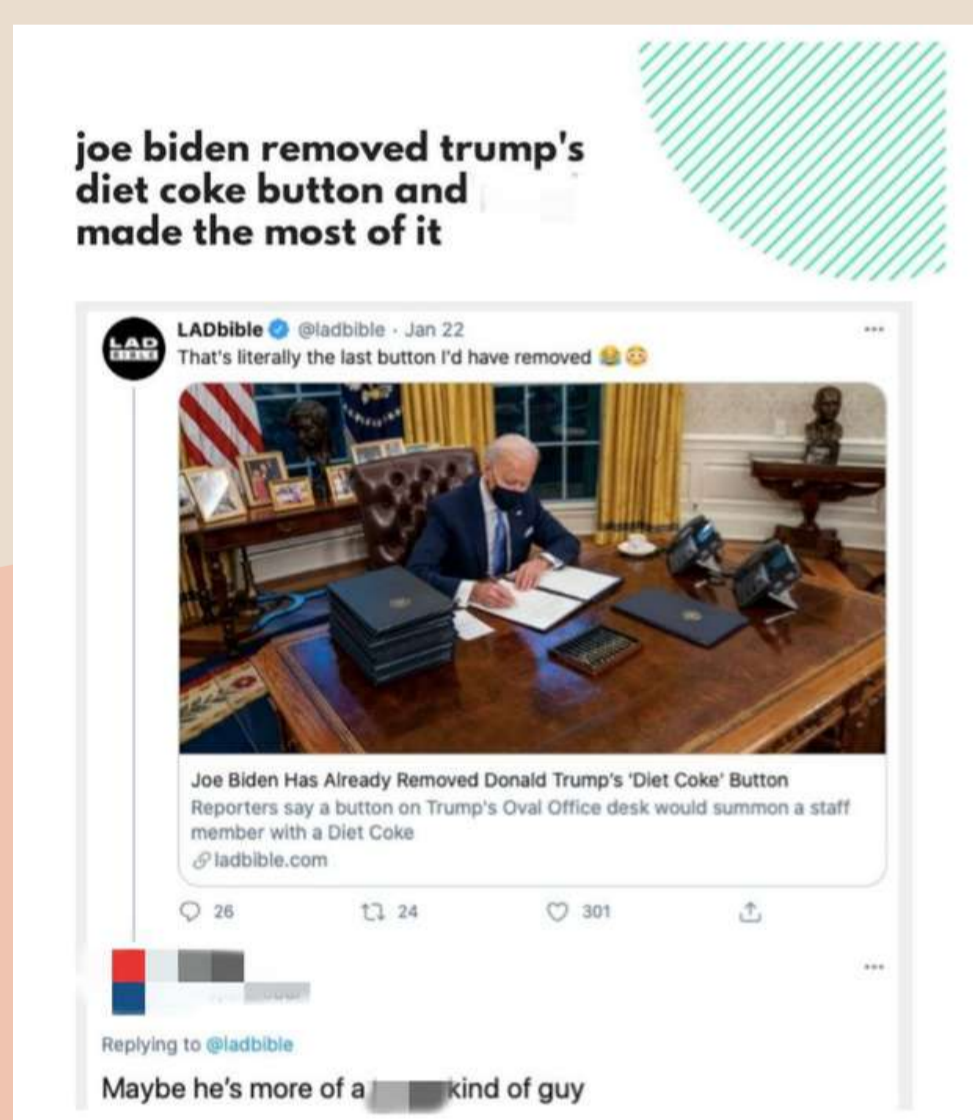 joe biden removed trump's
diet coke button and
made the most of it
LAD
BIBLE
LADbible @ladbible · Jan 22
That's literally the last button I'd have removed 😂😳
Joe Biden Has Already Removed Donald Trump's 'Diet Coke' Button
Reporters say a button on Trump's Oval Office desk would summon a staff
member with a Diet Coke
ladbible.com
26 24 301
Replying to @ladbible
Maybe he's more of a kind of guy